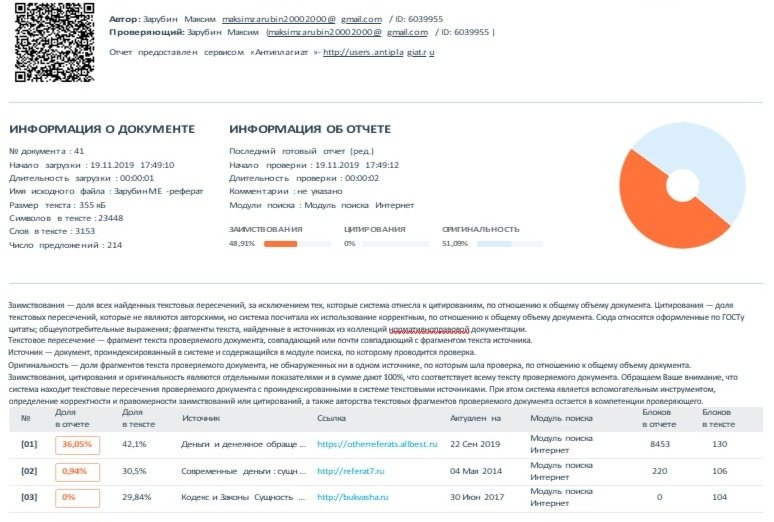 Автор: Зарубин Максим maksimzarubin20002000@ gmail.com / ID: 6039955
Проверяющий: Зарубин Максим (maksimzarubin20002000@ gmail.com / ID: 6039955 )
Отчет предоставлен сервисом «Антиплагиат »- http://users.antipla giat.r u
ИНФОРМАЦИЯ О ДОКУМЕНТЕ
№ документа : 41
Начало загрузки : 19.11.2019 17:49:10
Длительность загрузки : 00:00:01
Имя исходного файла : ЗарубинМЕ -реферат
Размер текста : 355 кБ
Символов в тексте : 23448
Слов в тексте : 3153
Число предложений : 214
ИНФОРМАЦИЯ ОБ ОТЧЕТЕ
Последний готовый отчет (ред.)
Начало проверки : 19.11.2019 17:49:12
Длительность проверки : 00:00:02
Комментарии : не указано
Модули поиска : Модуль поиска Интернет
ЗАИМСТВОВАНИЯ ЦИТИРОВАНИЯ ОРИГИНАЛЬНОСТЬ
48,91% 0% 51,09%
Заимствования — доля всех найденных текстовых пересечений, за исключением тех, которые система отнесла к цитированиям, по отношению к общему объему документа. Цитирования — доля
текстовых пересечений, которые не являются авторскими, но система посчитала их использование корректным, по отношению к общему объему документа. Сюда относятся оформленные по ГОСТу
цитаты; общеупотребительные выражения; фрагменты текста, найденные в источниках из коллекций нормативноправовой документации.
Текстовое пересечение — фрагмент текста проверяемого документа, совпадающий или почти совпадающий с фрагментом текста источника.
Источник — документ, проиндексированный в системе и содержащийся в модуле поиска, по которому проводится проверка.
Оригинальность — доля фрагментов текста проверяемого документа, не обнаруженных ни в одном источнике, по которым шла проверка, по отношению к общему объему документа.
Заимствования, цитирования и оригинальность являются отдельными показателями и в сумме дают 100%, что соответствует всему тексту проверяемого документа. Обращаем Ваше внимание, что
система находит текстовые пересечения проверяемого документа с проиндексированными в системе текстовыми источниками. При этом система является вспомогательным инструментом,
определение корректности и правомерности заимствований или цитирований, а также авторства текстовых фрагментов проверяемого документа остается в компетенции проверяющего.
№ Доля в отчете Доля в тексте Источник Ссылка Актуален на Модуль поиска Блоков в отчете Блоков в тексте
[01] 36,05% 42,1% Деньги и денежное обраще ... https://otherreferats.allbest.ru 22 Сен 2019 Модуль поиска Интернет 8453 130
[02] 0,94% 30,5% Современные деньги : сущн ... http://referat7.ru 04 Мая 2014 Модуль поиска Интернет 220 106
[03] 0% 29,84% Кодекс и Законы Сущность ... http://bukvasha.ru 30 Июн 2017 Модуль поиска Интернет 0 104